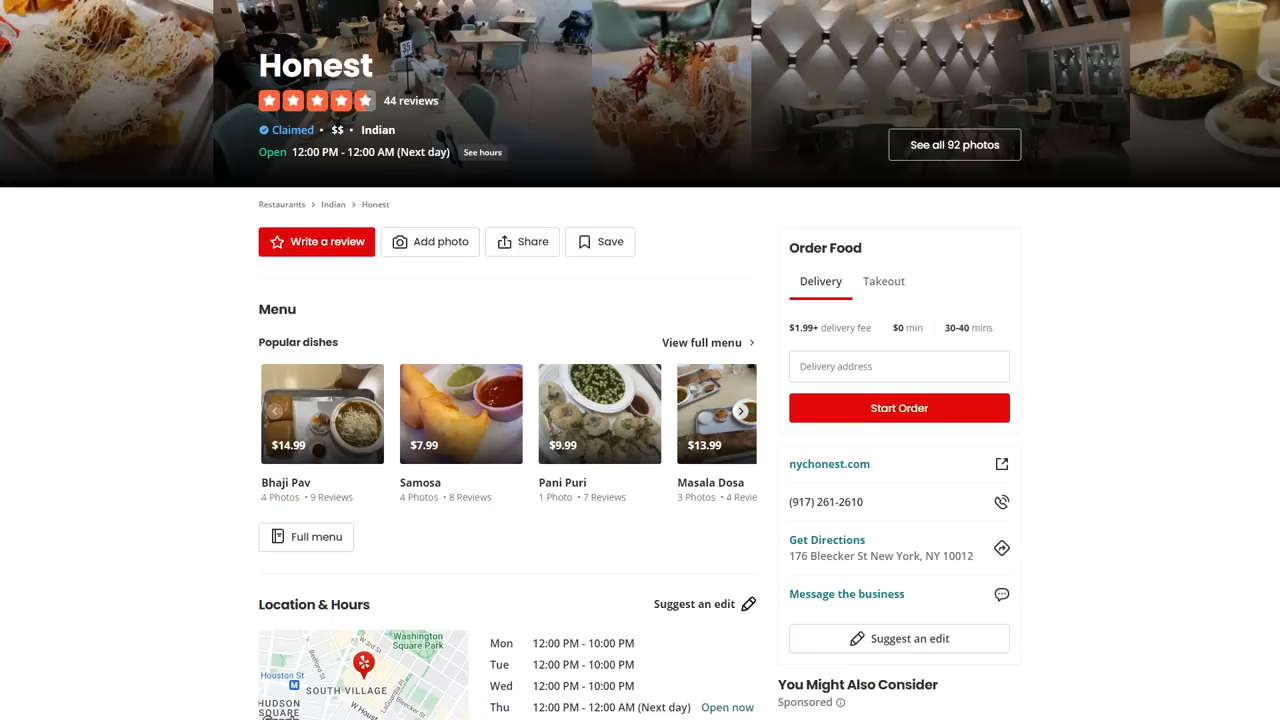 35
Honest
44 reviews
Claimed • $$ • Indian
Open 12:00 PM - 12:00 AM (Next day) See hours
See all 92 photos
Restaurants > Indian > Honest
Write a review Add photo Share Save
Menu
Popular dishes View full menu
$14.99 $7.99 $9.99 $13.99
Bhaji Pav Samosa Pani Puri Masala Dosa
4 Photos • 9 Reviews 4 Photos • 8 Reviews 1 Photo • 7 Reviews 3 Photos • 4 Revie
Full menu
Location & Hours Suggest an edit
Washington
Square Park
W 3rd St
Bedford St
Houston St
M
SOUTH VILLAGE
LaGuardia Pl
HUDSON
SQUARE
W Hous
Mon 12:00 PM - 10:00 PM
Tue 12:00 PM - 10:00 PM
Wed 12:00 PM - 10:00 PM
Thu 12:00 PM - 12:00 AM (Next day) Open now
Order Food
Delivery Takeout
$1.99+ delivery fee $0 min 30-40 mins
Delivery address
Start Order
nychonest.com
(917) 261-2610
Get Directions
176 Bleecker St New York, NY 10012
Message the business
Suggest an edit
You Might Also Consider
Sponsored